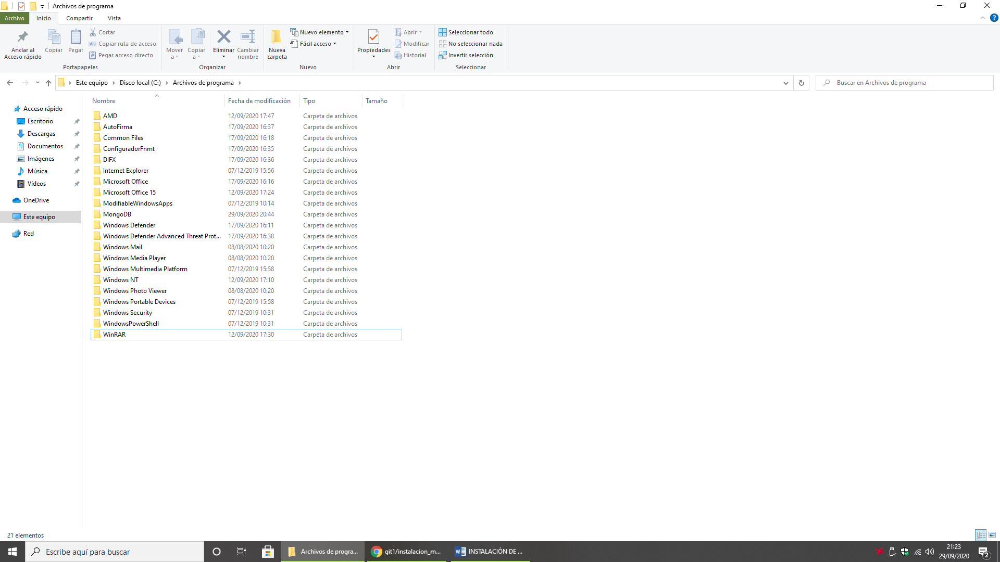 Archivos de programa
Archivo Inicio Compartir Vista
Anclar al Acceso rápido
Copiar
Pegar
Cortar
Copiar ruta de acceso
Pegar acceso directo
Portapapeles
Mover a
Copiar a
Eliminar
Cambiar nombre
Organizar
Nueva carpeta
Nuevo elemento
Fácil acceso
Nuevo
Propiedades
Abrir
Modificar
Historial
Abrir
Seleccionar todo
No seleccionar nada
Invertir selección
Seleccionar
Este equipo > Disco local (C:) > Archivos de programa >
Buscar en Archivos de programa
Acceso rápido
Escritorio
Descargas
Documentos
Imágenes
Música
Vídeos
OneDrive
Este equipo
Red
Nombre Fecha de modificación Tipo Tamaño
AMD 12/09/2020 17:47 Carpeta de archivos
AutoFirma 17/09/2020 16:37 Carpeta de archivos
Common Files 17/09/2020 16:18 Carpeta de archivos
ConfiguradorFnmt 17/09/2020 16:35 Carpeta de archivos
DIFX 17/09/2020 16:36 Carpeta de archivos
Internet Explorer 07/12/2019 15:56 Carpeta de archivos
Microsoft Office 17/09/2020 16:16 Carpeta de archivos
Microsoft Office 15 12/09/2020 17:24 Carpeta de archivos
ModifiableWindowsApps 07/12/2019 10:14 Carpeta de archivos
MongoDB 29/09/2020 20:44 Carpeta de archivos
Windows Defender 17/09/2020 16:11 Carpeta de archivos
Windows Defender Advanced Threat Prot... 17/09/2020 16:38 Carpeta de archivos
Windows Mail 08/08/2020 10:20 Carpeta de archivos
Windows Media Player 08/08/2020 10:20 Carpeta de archivos
Windows Multimedia Platform 07/12/2019 15:58 Carpeta de archivos
Windows NT 12/09/2020 17:10 Carpeta de archivos
Windows Photo Viewer 08/08/2020 10:20 Carpeta de archivos
Windows Portable Devices 07/12/2019 15:58 Carpeta de archivos
Windows Security 07/12/2019 10:31 Carpeta de archivos
WindowsPowerShell 07/12/2019 10:31 Carpeta de archivos
WinRAR 12/09/2020 17:30 Carpeta de archivos
21 elementos
Escribe aquí para buscar
Archivos de progra...
git1/instalacion_m...
INSTALACIÓN DE ...
21:23
29/09/2020
2